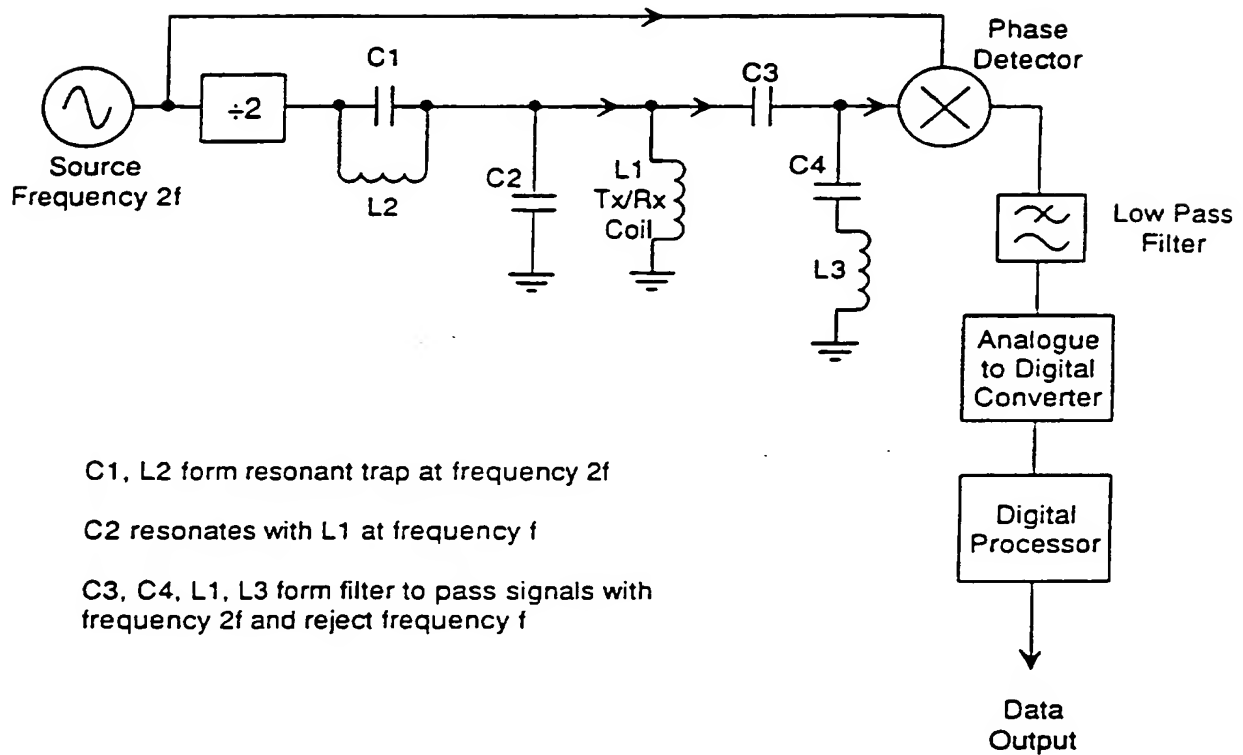 Phase
Detector
C1
C3
÷2
Source
Frequency 2f
L2
C2
L1
Tx/Rx
Coil
C4
L3
Low Pass
Filter
Analogue
to Digital
Converter
C1, L2 form resonant trap at frequency 2f
C2 resonates with L1 at frequency f
C3, C4, L1, L3 form filter to pass signals with
frequency 2f and reject frequency f
Digital
Processor
Data
Output